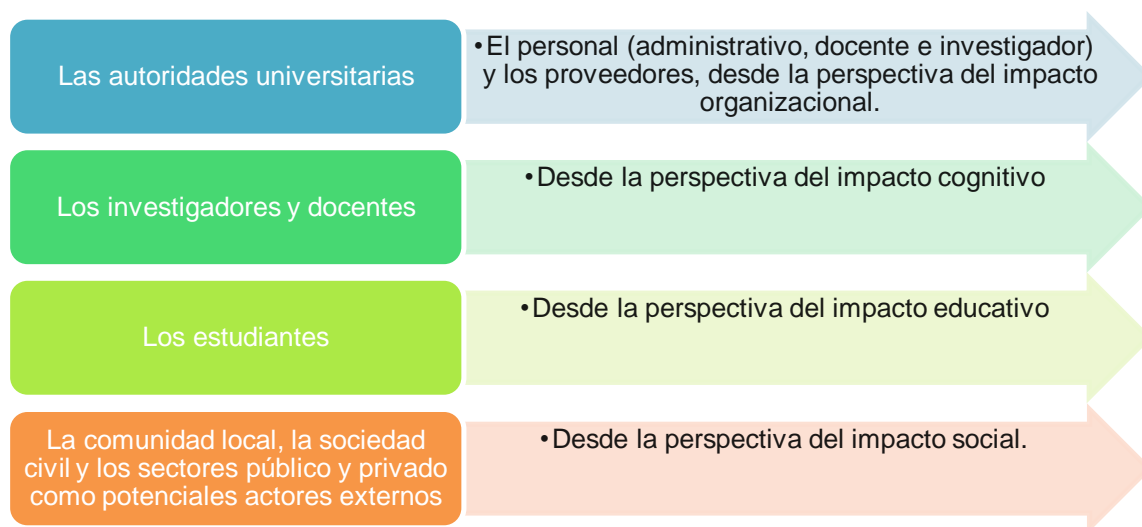 Las autoridades universitarias
•El personal (administrativo, docente e investigador)
y los proveedores, desde la perspectiva del impacto
organizacional.
Los investigadores y docentes
•Desde la perspectiva del impacto cognitivo
Los estudiantes
•Desde la perspectiva del impacto educativo
La comunidad local, la sociedad
civil y los sectores público y privado
como potenciales actores externos
•Desde la perspectiva del impacto social.